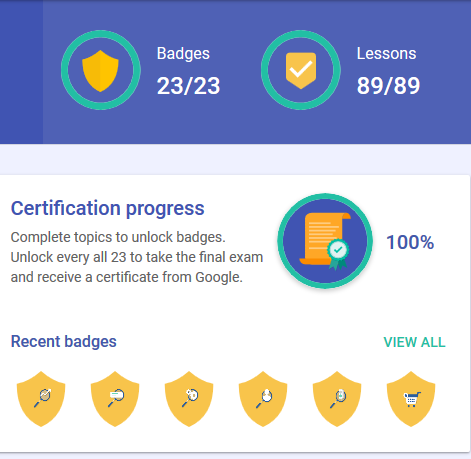 Badges
23/23
Lessons
89/89
Certification progress
Complete topics to unlock badges.
Unlock every all 23 to take the final exam
and receive a certificate from Google.
100%
Recent badges
VIEW ALL